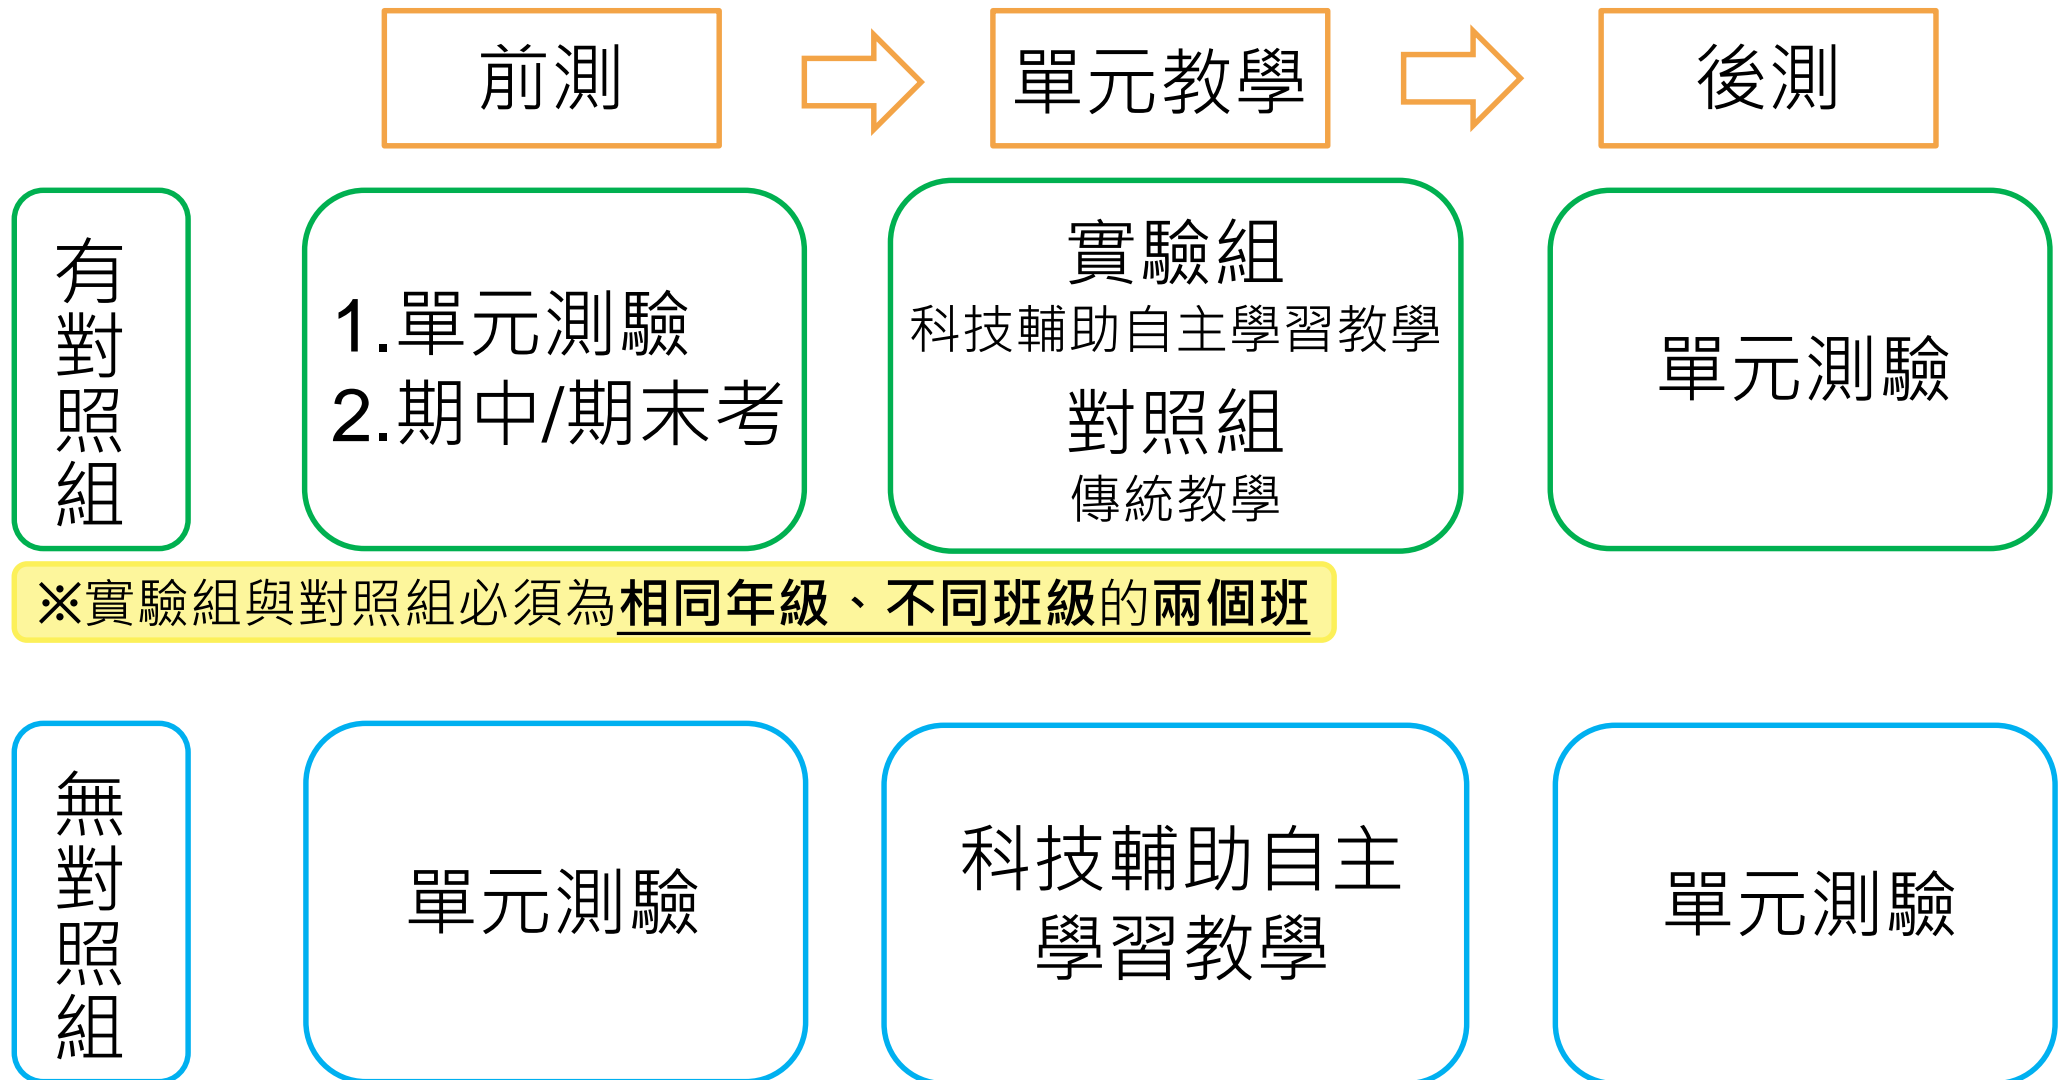 前測
單元教學
後測
有對照組
1.單元測驗
2.期中/期末考
實驗組
科技輔助自主學習教學
對照組
傳統教學
單元測驗
※實驗組與對照組必須為相同年級、不同班級的兩個班
無對照組
單元測驗
科技輔助自主
學習教學
單元測驗